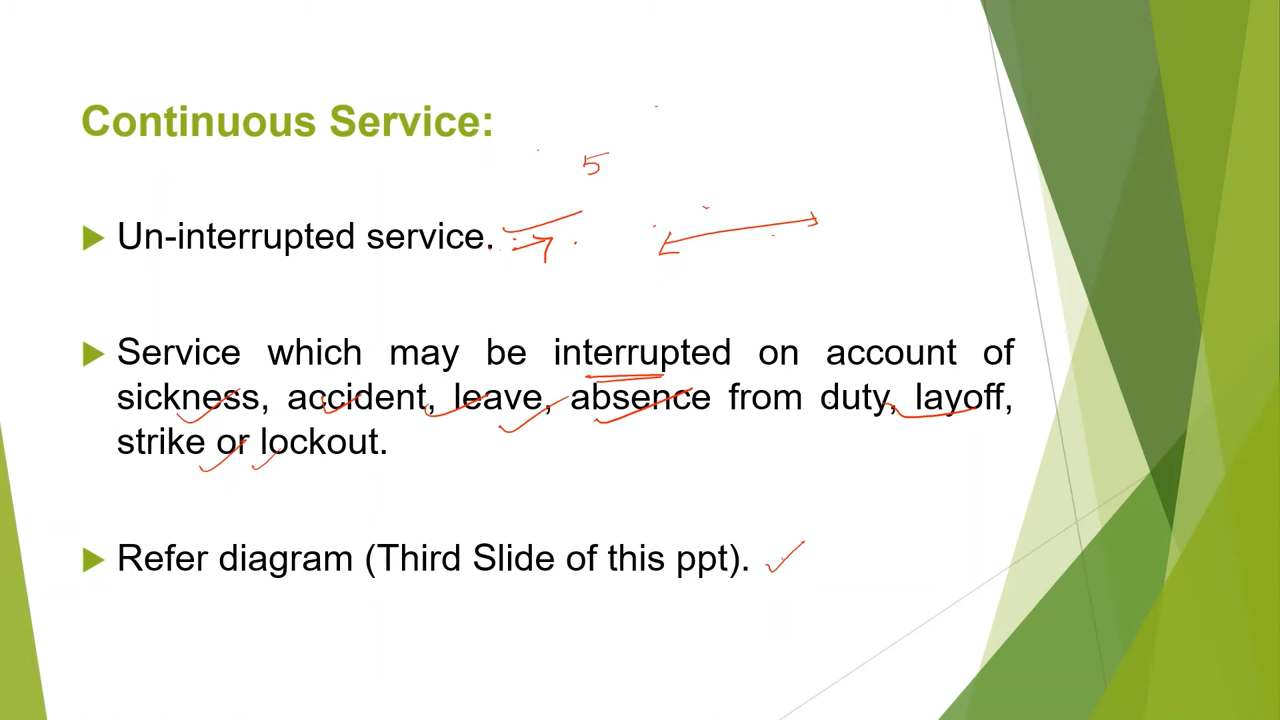 Continuous Service:
5
Un-interrupted service.
Service which may be interrupted on account of
sickness, accident, leave, absence from duty, layoff,
strike or lockout.
Refer diagram (Third Slide of this ppt).